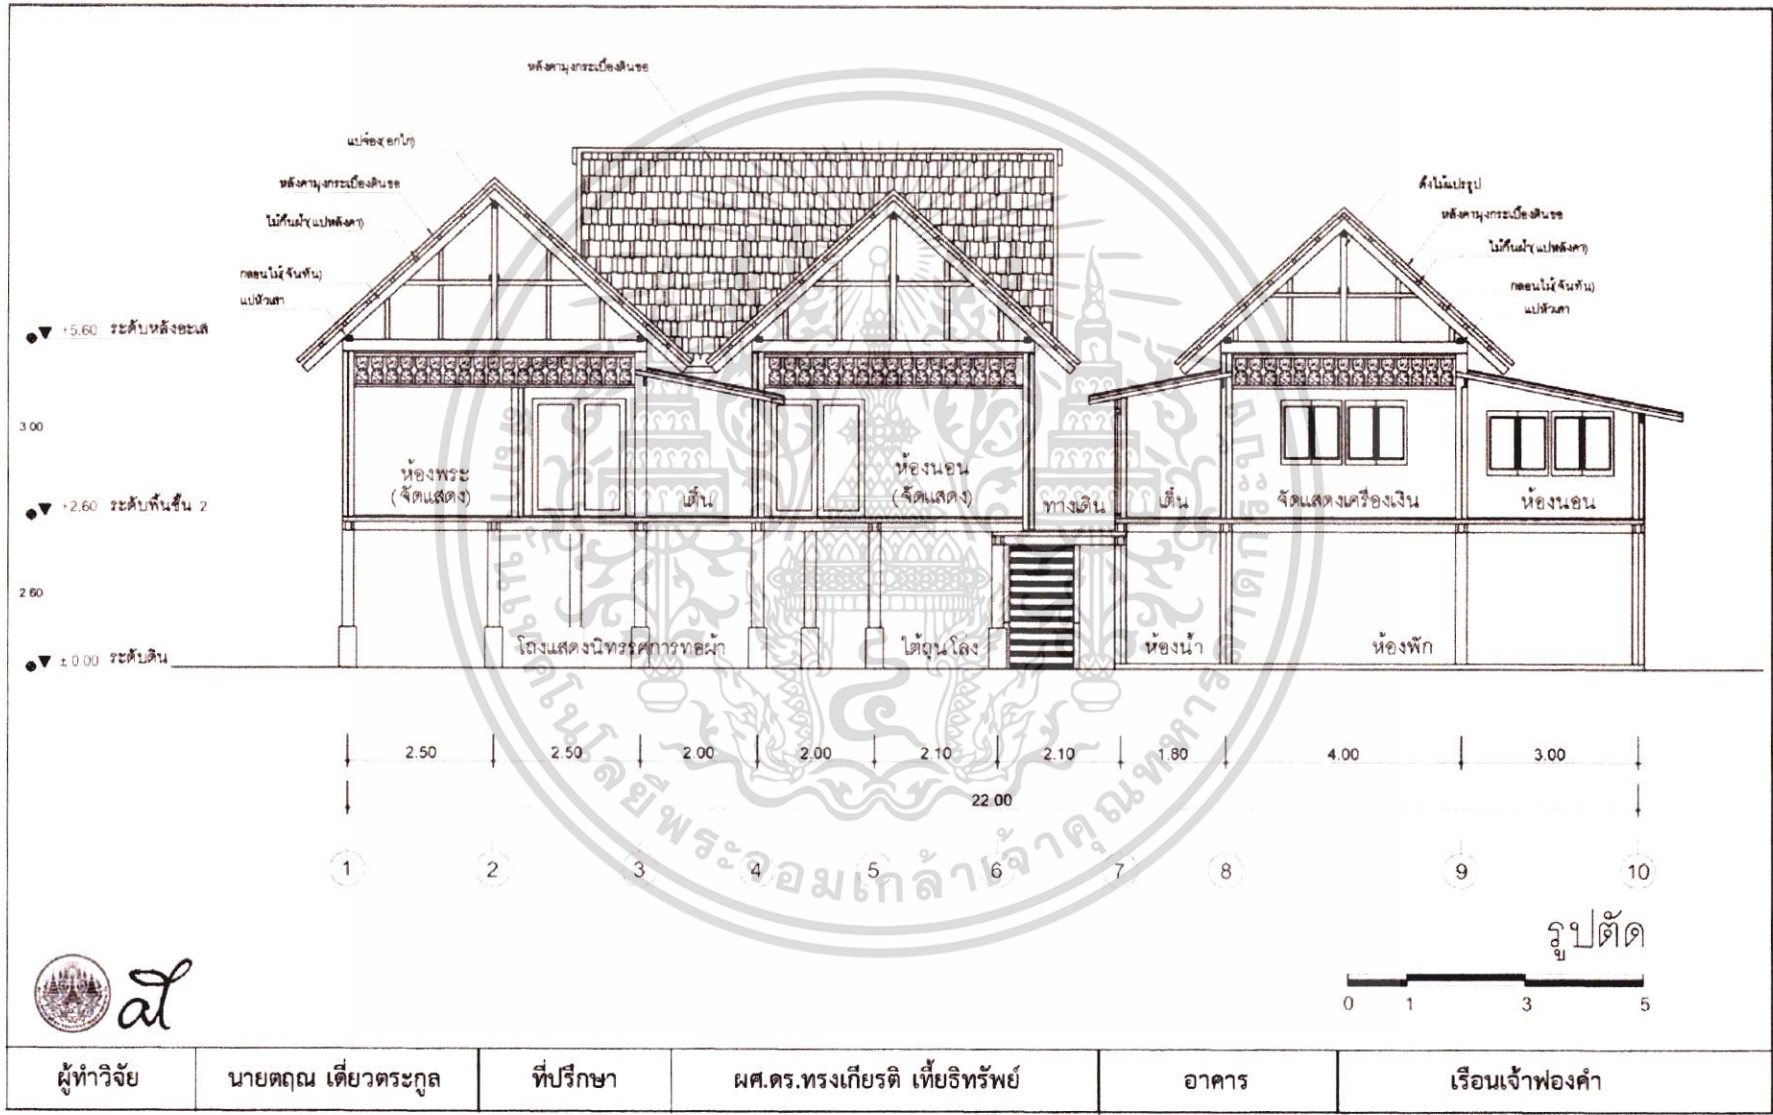 หลังคามุงกระเบื้องดินขอ
แปจ๋อง(อกไก่)
หลังคามุงกระเบื้องดินขอ
ไม้กั้นฝ้า(แปหลังคา)
กลอนไม้(จันทัน)
แปหัวเสา
ดั้งไม้แปรรูป
หลังคามุงกระเบื้องดินขอ
ไม้กั้นฝ้า(แปหลังคา)
กลอนไม้(จันทัน)
แปหัวเสา
+5.60 ระดับหลังอะเส
3.00
+2.60 ระดับพื้นชั้น 2
2.60
±0.00 ระดับดิน
ห้องพระ
(จัดแสดง)
เติ๋น
ห้องนอน
(จัดแสดง)
ทางเดิน
เติ๋น
จัดแสดงเครื่องเงิน
ห้องนอน
โถงแสดงนิทรรศการทอผ้า
ใต้ถุนโล่ง
ห้องน้ำ
ห้องพัก
2.50 2.50 2.00 2.00 2.10 2.10 1.80 4.00 3.00
22.00
1 2 3 4 5 6 7 8 9 10
รูปตัด
0 1 3 5
ผู้ทำวิจัย นายตฤณ เดี่ยวตระกูล ที่ปรึกษา ผศ.ดร.ทรงเกียรติ เที้ยธิทรัพย์ อาคาร เรือนเจ้าฟองคำ